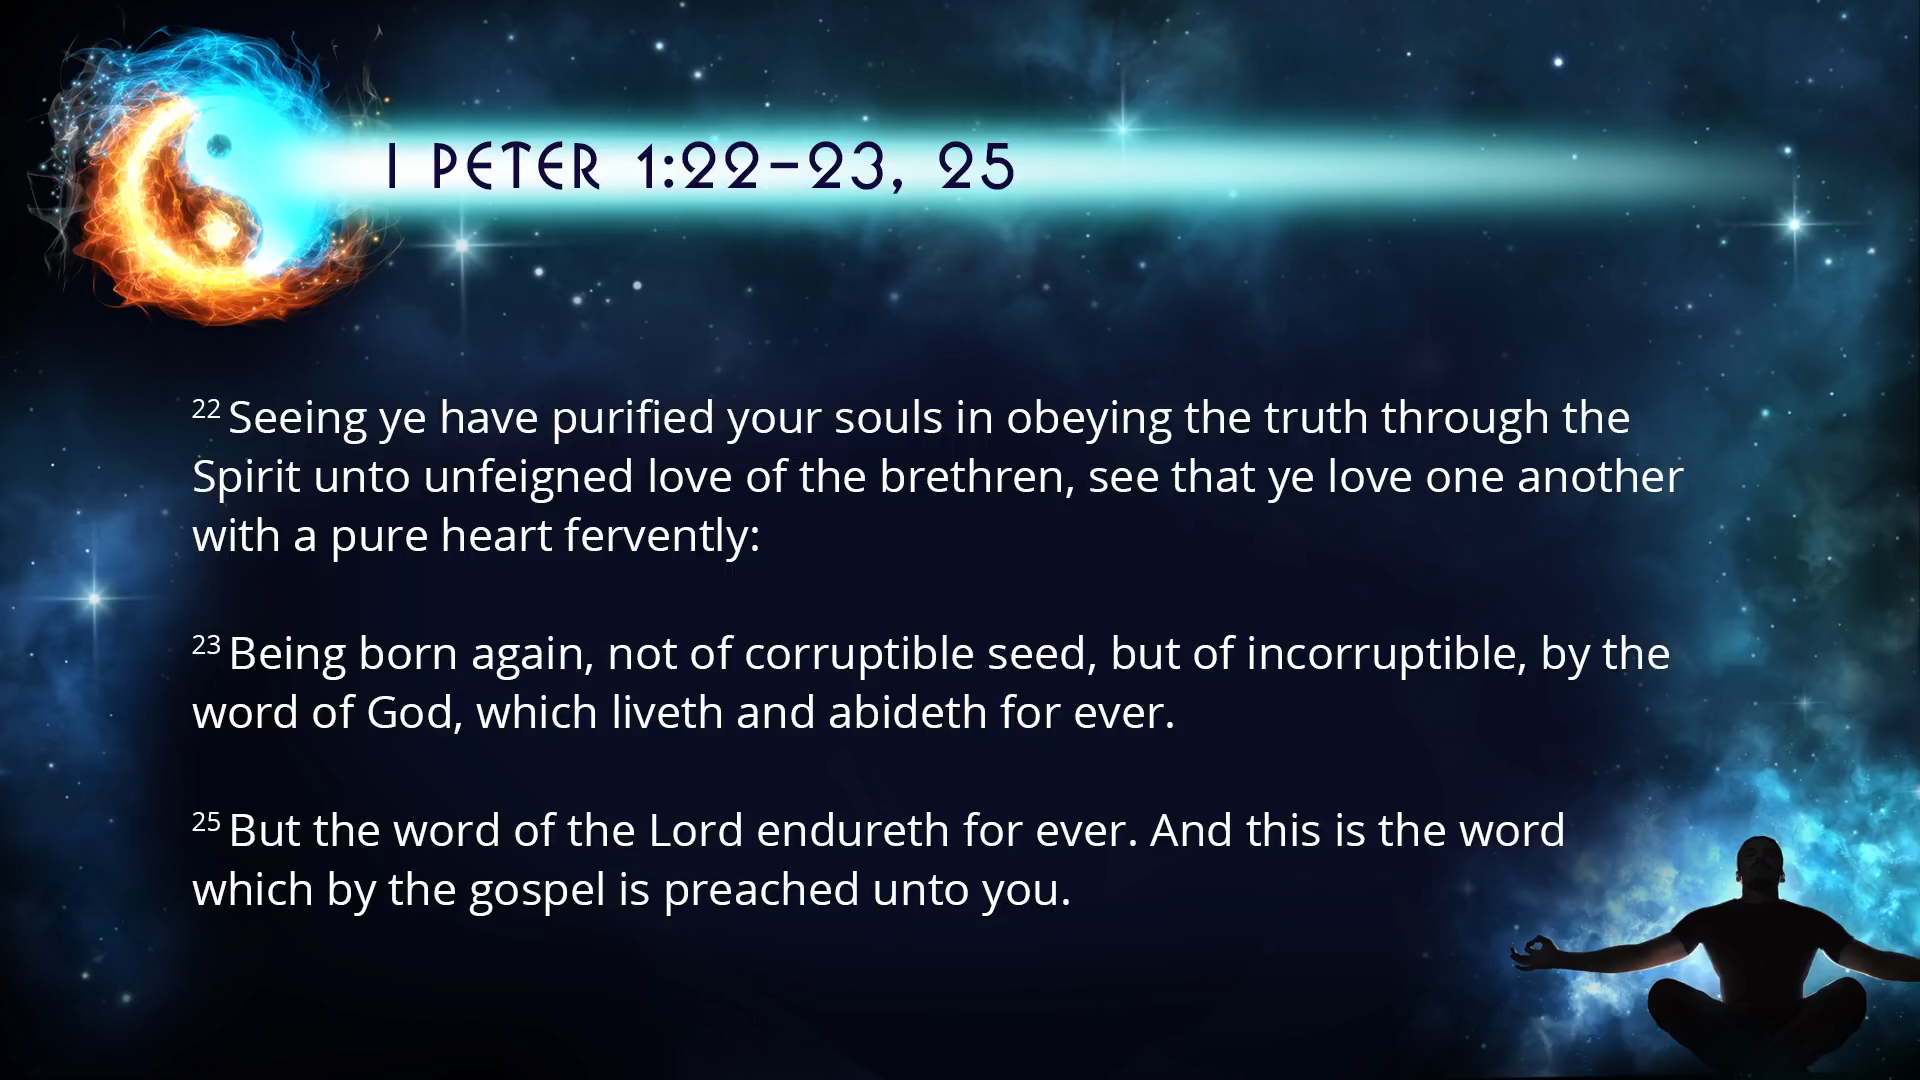 I PETER 1:22–23, 25
22 Seeing ye have purified your souls in obeying the truth through the
Spirit unto unfeigned love of the brethren, see that ye love one another
with a pure heart fervently:
23 Being born again, not of corruptible seed, but of incorruptible, by the
word of God, which liveth and abideth for ever.
25 But the word of the Lord endureth for ever. And this is the word
which by the gospel is preached unto you.